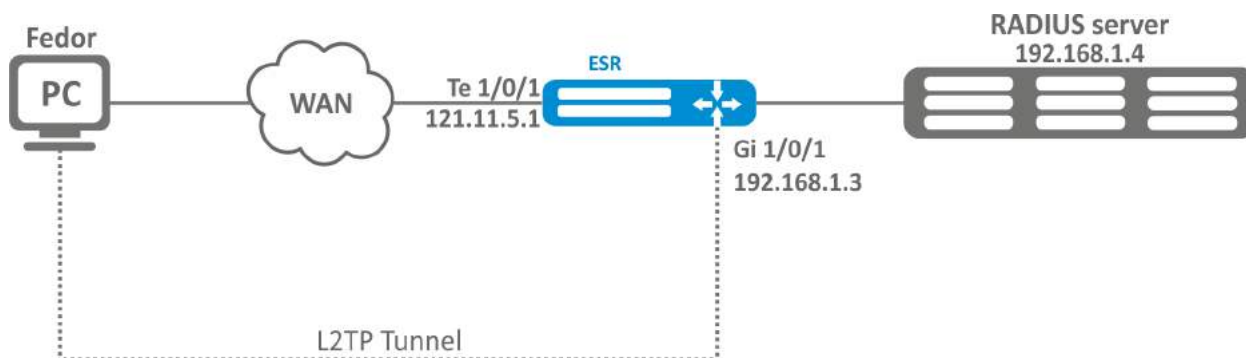 Fedor
PC
WAN
Te 1/0/1
121.11.5.1
ESR
Gi 1/0/1
192.168.1.3
RADIUS server
192.168.1.4
L2TP Tunnel